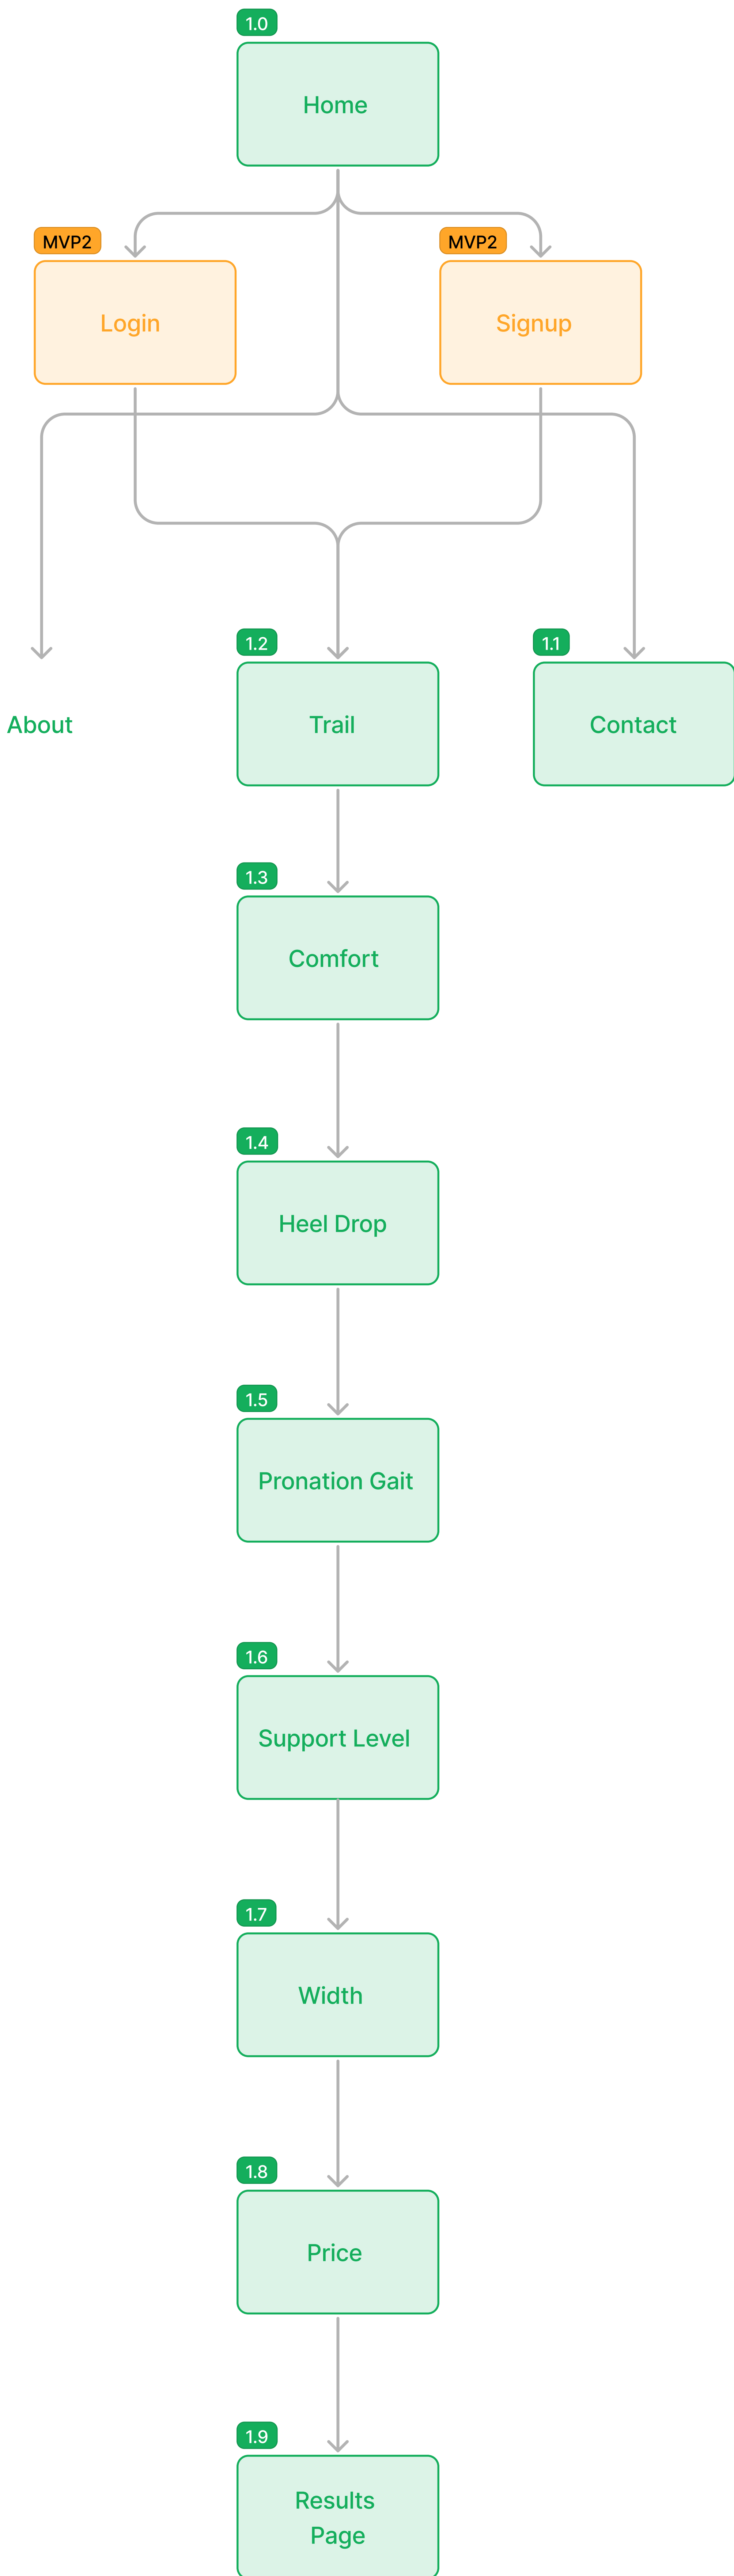 1.0
Home
MVP2
Login
MVP2
Signup
About
1.2
Trail
1.1
Contact
1.3
Comfort
1.4
Heel Drop
1.5
Pronation Gait
1.6
Support Level
1.7
Width
1.8
Price
1.9
Results
Page